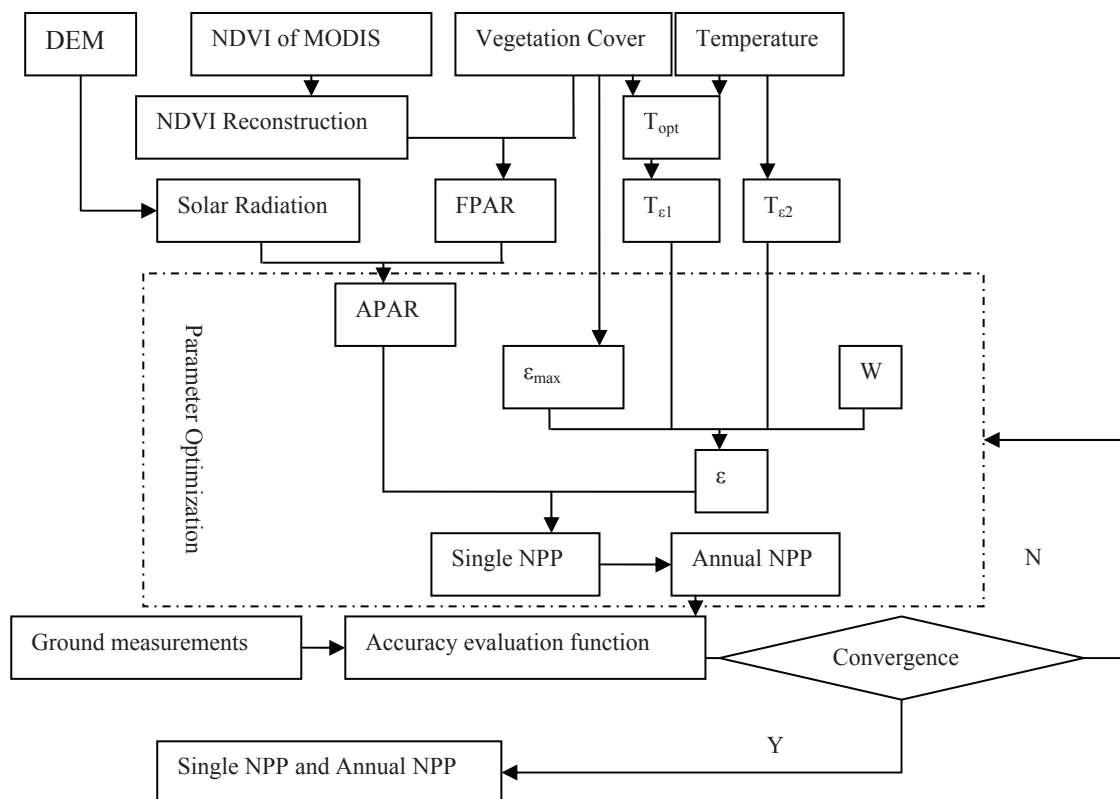 DEM
NDVI of MODIS
Vegetation Cover
Temperature
NDVI Reconstruction
Topt
Solar Radiation
FPAR
Tε1
Tε2
APAR
Parameter Optimization
εmax
W
ε
Single NPP
Annual NPP
N
Ground measurements
Accuracy evaluation function
Convergence
Y
Single NPP and Annual NPP